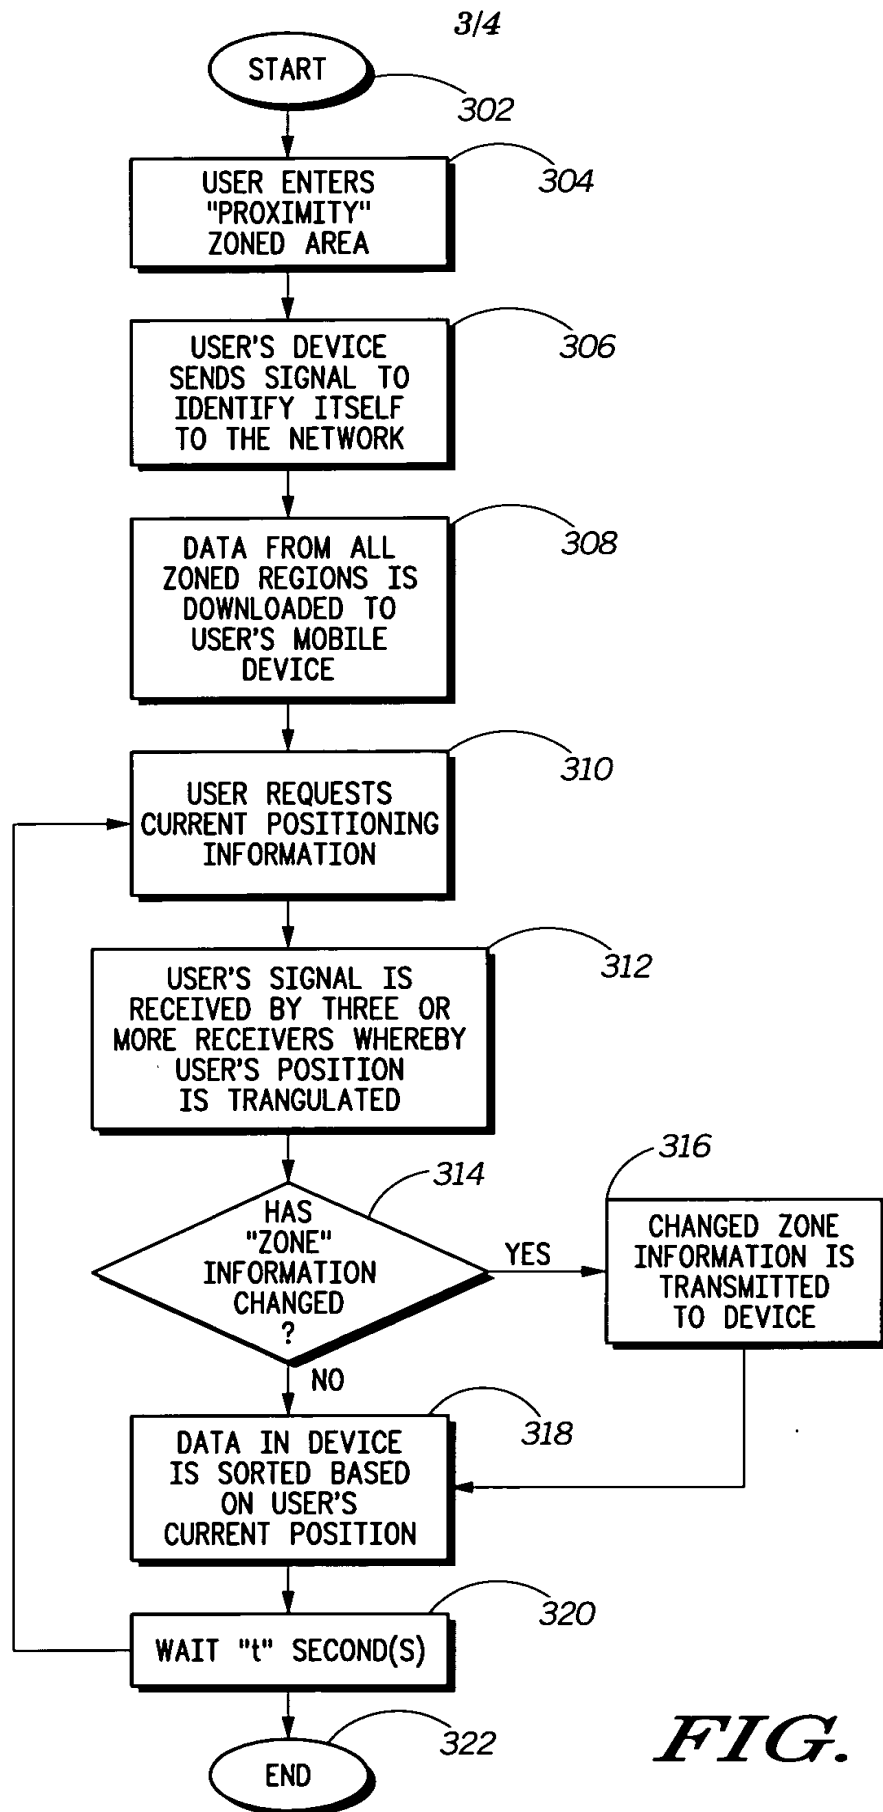 3/4
START
302
USER ENTERS
"PROXIMITY"
ZONED AREA
304
USER'S DEVICE
SENDS SIGNAL TO
IDENTIFY ITSELF
TO THE NETWORK
306
DATA FROM ALL
ZONED REGIONS IS
DOWNLOADED TO
USER'S MOBILE
DEVICE
308
USER REQUESTS
CURRENT POSITIONING
INFORMATION
310
USER'S SIGNAL IS
RECEIVED BY THREE OR
MORE RECEIVERS WHEREBY
USER'S POSITION
IS TRANGULATED
312
HAS
"ZONE"
INFORMATION
CHANGED
?
314
YES
CHANGED ZONE
INFORMATION IS
TRANSMITTED
TO DEVICE
316
NO
DATA IN DEVICE
IS SORTED BASED
ON USER'S
CURRENT POSITION
318
WAIT "t" SECOND(S)
320
END
322
FIG.